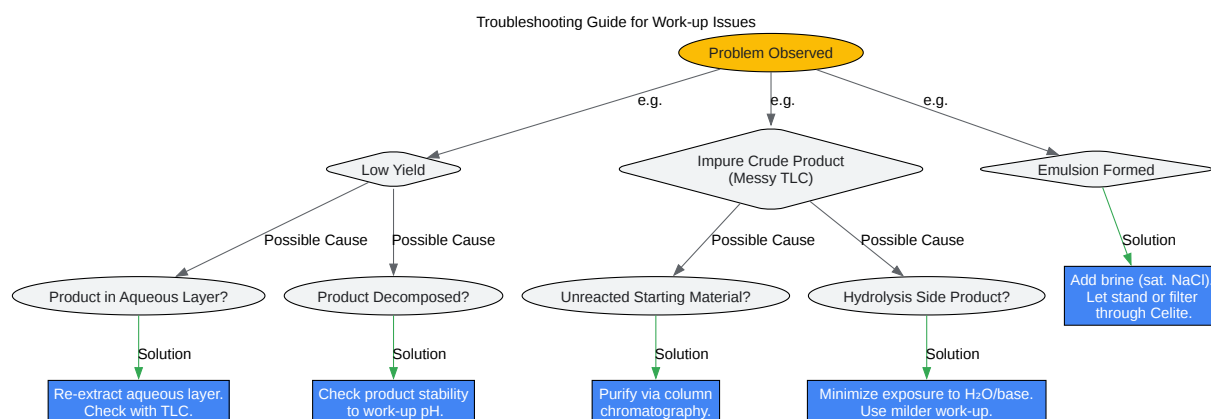 Troubleshooting Guide for Work-up Issues
Problem Observed
e.g.
e.g.
e.g.
Low Yield
Impure Crude Product
(Messy TLC)
Emulsion Formed
Possible Cause
Possible Cause
Possible Cause
Possible Cause
Solution
Product in Aqueous Layer?
Product Decomposed?
Unreacted Starting Material?
Hydrolysis Side Product?
Add brine (sat. NaCl).
Let stand or filter
through Celite.
Solution
Solution
Solution
Solution
Re-extract aqueous layer.
Check with TLC.
Check product stability
to work-up pH.
Purify via column
chromatography.
Minimize exposure to H₂O/base.
Use milder work-up.